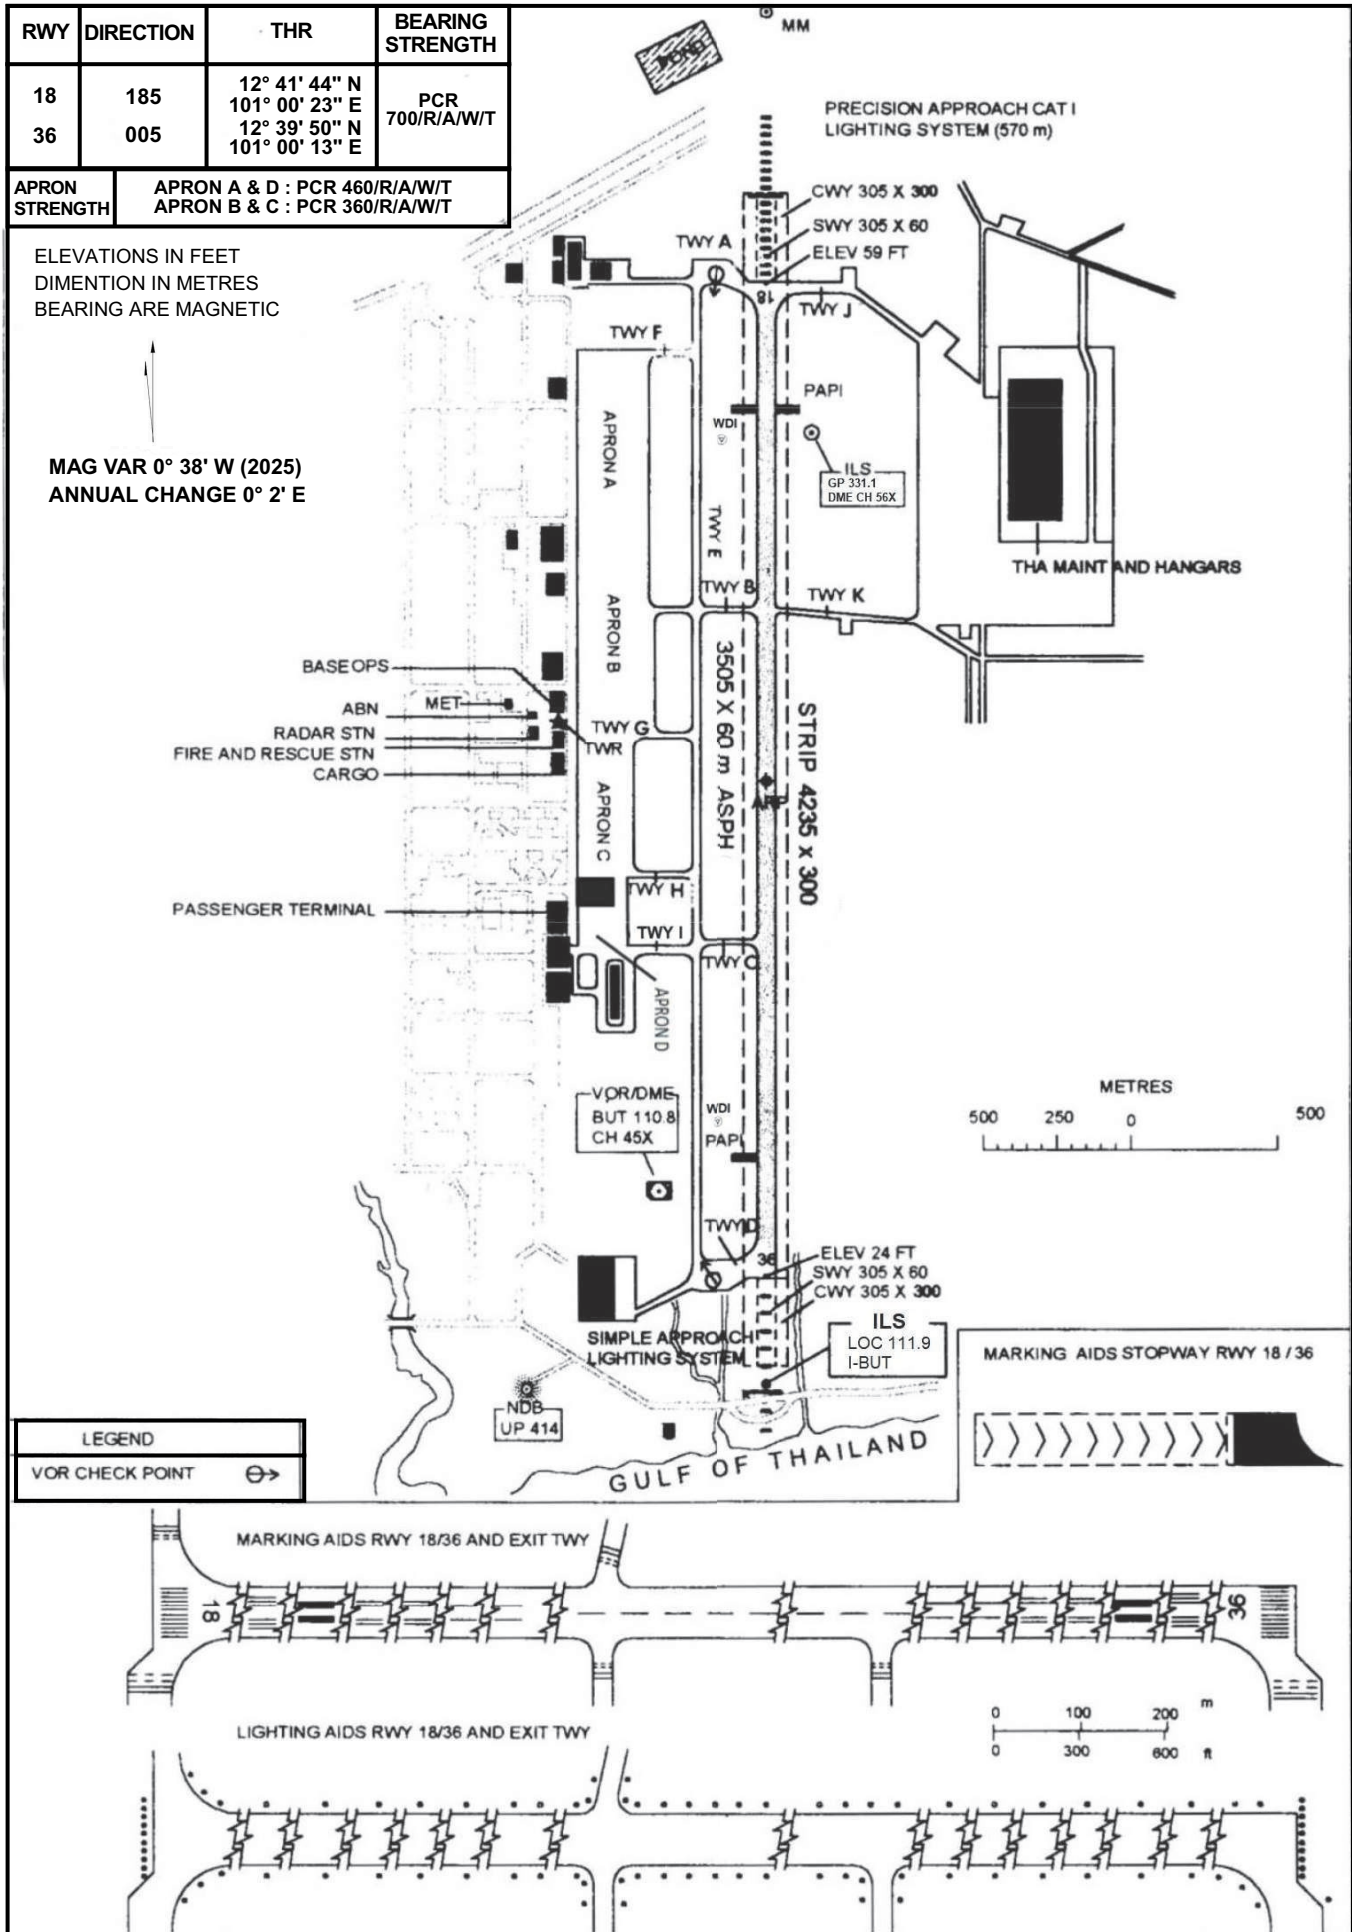 RWY DIRECTION THR BEARING STRENGTH
18 185 12° 41' 44" N 101° 00' 23" E PCR 700/R/A/W/T
36 005 12° 39' 50" N 101° 00' 13" E
APRON STRENGTH
APRON A & D : PCR 460/R/A/W/T
APRON B & C : PCR 360/R/A/W/T
ELEVATIONS IN FEET
DIMENTION IN METRES
BEARING ARE MAGNETIC
MAG VAR 0° 38' W (2025)
ANNUAL CHANGE 0° 2' E
MM
PRECISION APPROACH CAT I
LIGHTING SYSTEM (570 m)
CWY 305 X 300
SWY 305 X 60
ELEV 59 FT
TWY A
18
TWY J
TWY F
PAPI
WDI
ILS
GP 331.1
DME CH 56X
APRON A
TWY E
THA MAINT AND HANGARS
TWY B
TWY K
APRON B
BASE OPS
MET
ABN
RADAR STN
FIRE AND RESCUE STN
CARGO
TWY G
TWR
3505 X 60 m ASPH
STRIP 4235 x 300
ARP
APRON C
TWY H
PASSENGER TERMINAL
TWY I
TWY C
APRON D
VOR/DME
BUT 110.8
CH 45X
WDI
PAPI
METRES
500 250 0 500
TWY D
36
ELEV 24 FT
SWY 305 X 60
CWY 305 X 300
SIMPLE APPROACH
LIGHTING SYSTEM
ILS
LOC 111.9
I-BUT
MARKING AIDS STOPWAY RWY 18 / 36
NDB
UP 414
GULF OF THAILAND
LEGEND
VOR CHECK POINT
MARKING AIDS RWY 18/36 AND EXIT TWY
18
36
LIGHTING AIDS RWY 18/36 AND EXIT TWY
0 100 200 m
0 300 600 ft